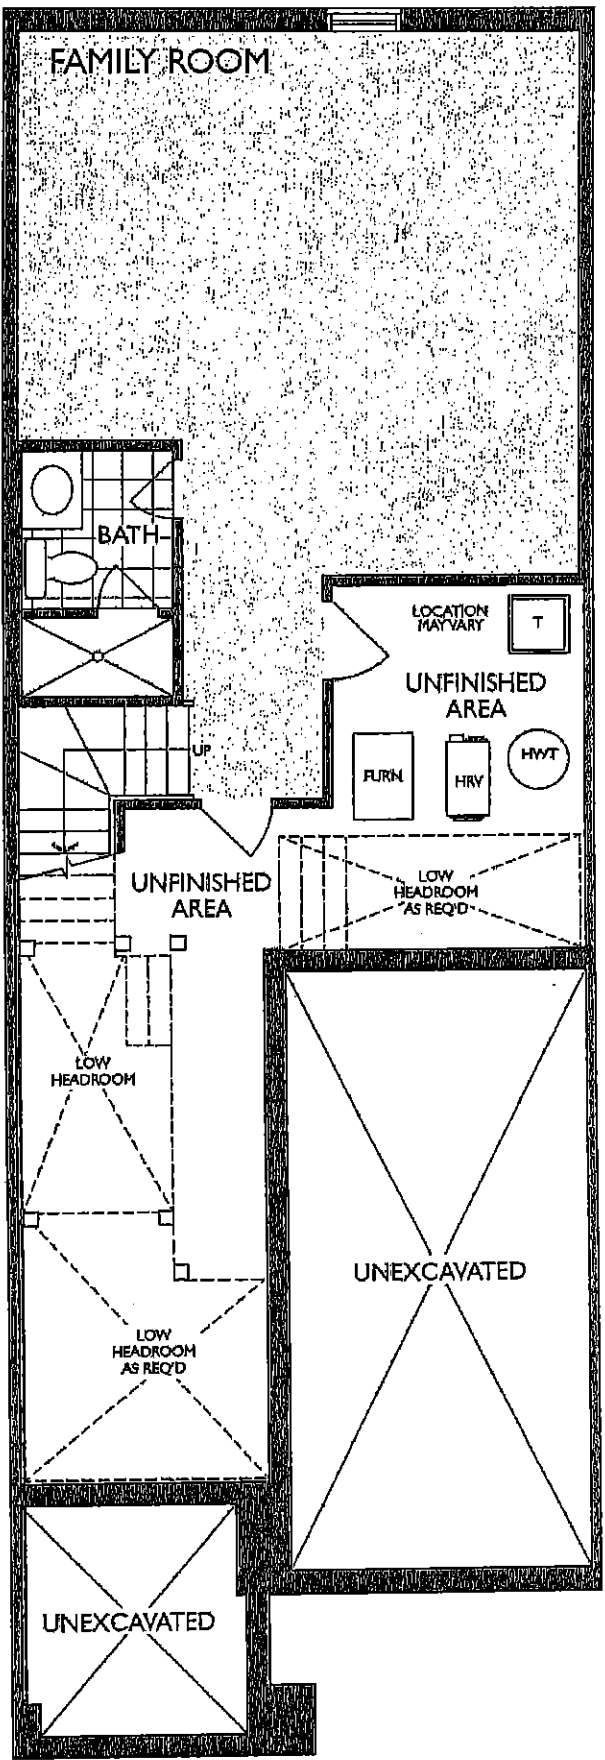 FAMILY ROOM
BATH
LOCATION
MAY VARY
T
UNFINISHED
AREA
UP
FURN
HRV
HWT
UNFINISHED
AREA
LOW
HEADROOM
AS REQ'D
LOW
HEADROOM
UNEXCAVATED
LOW
HEADROOM
AS REQ'D
UNEXCAVATED